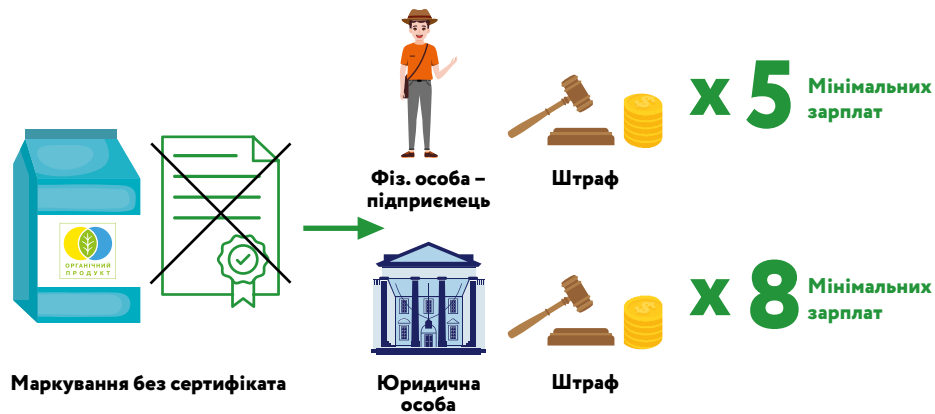 ОРГАНІЧНИЙ
ПРОДУКТ
Маркування без сертифіката
Фіз. особа –
підприємець
Штраф
x 5 Мінімальних
зарплат
Юридична
особа
Штраф
x 8 Мінімальних
зарплат